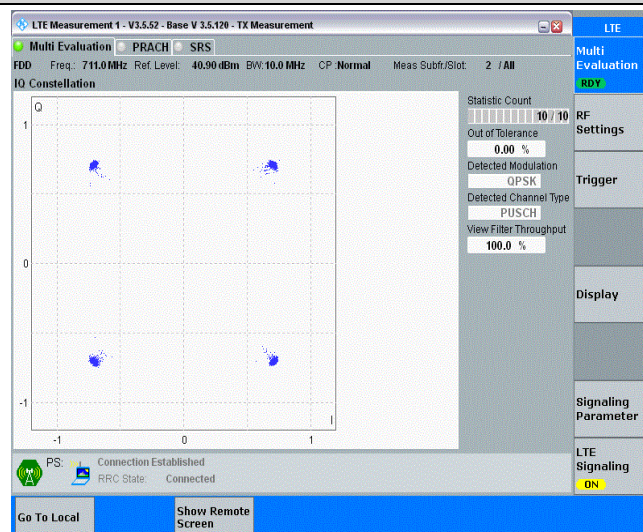 LTE Measurement 1 - V3.5.52 - Base V 3.5.120 - TX Measurement
LTE
Multi Evaluation PRACH SRS
Multi
Evaluation
RDY
FDD Freq.: 711.0 MHz Ref. Level: 40.90 dBm BW: 10.0 MHz CP :Normal Meas Subfr./Slot: 2 / All
IQ Constellation
Q
Statistic Count
10 / 10
Out of Tolerance
0.00 %
Detected Modulation
QPSK
Detected Channel Type
PUSCH
View Filter Throughput
100.0 %
RF
Settings
Trigger
Display
Signaling
Parameter
LTE
Signaling
ON
1
0
-1
I
-1 0 1
PS: Connection Established
RRC State: Connected
Go To Local
Show Remote
Screen